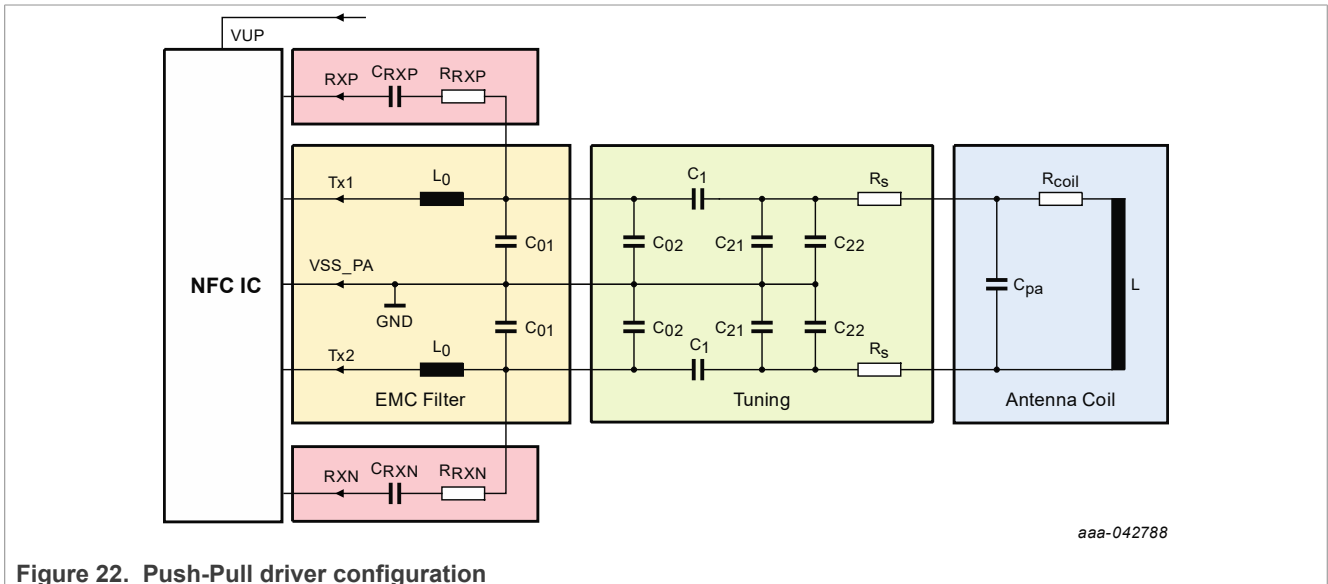 VUP
RXP CRXP RRXP
Tx1 L0 C1 Rs Rcoil
C01 C02 C21 C22
VSS_PA
NFC IC
GND
Cpa L
C01 C02 C21 C22
Tx2 L0 C1 Rs
EMC Filter Tuning Antenna Coil
RXN CRXN RRXN
aaa-042788
Figure 22. Push-Pull driver configuration